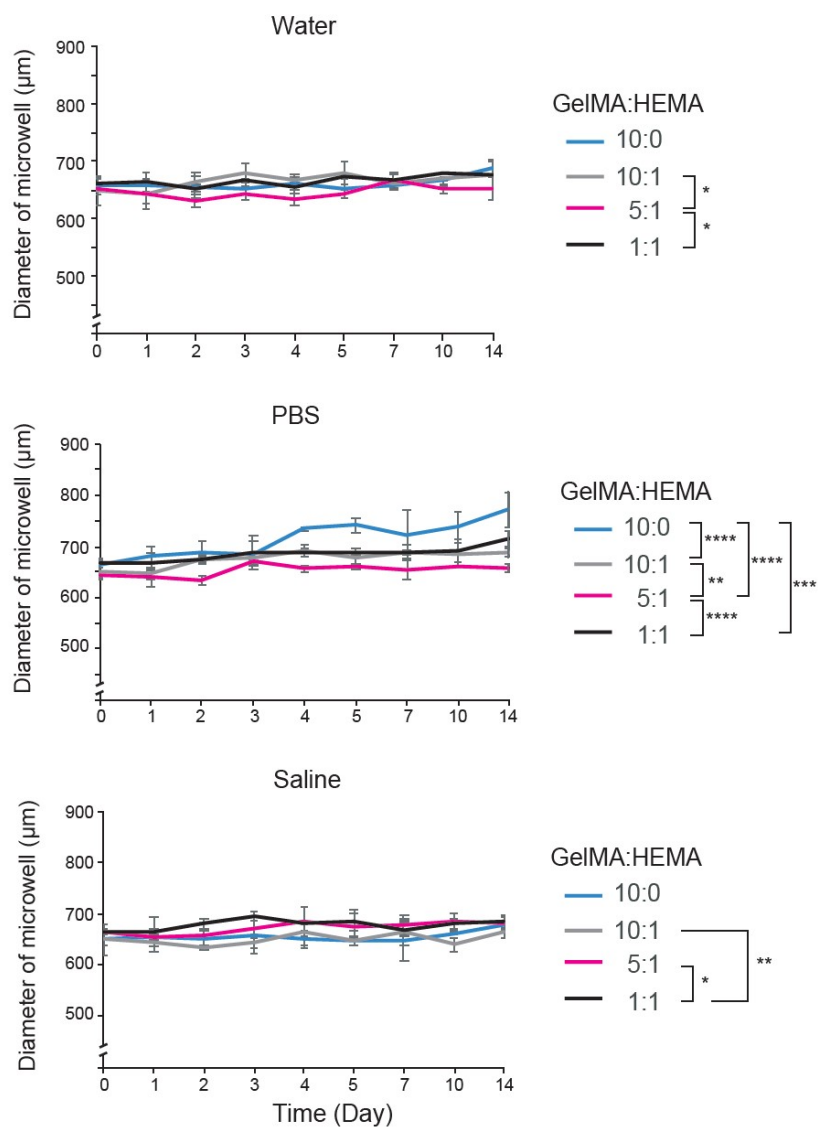 Water
Diameter of microwell (µm)
900
800
700
600
500
0 1 2 3 4 5 7 10 14
GelMA:HEMA
10:0
10:1
5:1
1:1
*
*
PBS
Diameter of microwell (µm)
900
800
700
600
500
0 1 2 3 4 5 7 10 14
GelMA:HEMA
10:0
10:1
5:1
1:1
****
**
****
****
***
Saline
Diameter of microwell (µm)
900
800
700
600
500
0 1 2 3 4 5 7 10 14
Time (Day)
GelMA:HEMA
10:0
10:1
5:1
1:1
*
**